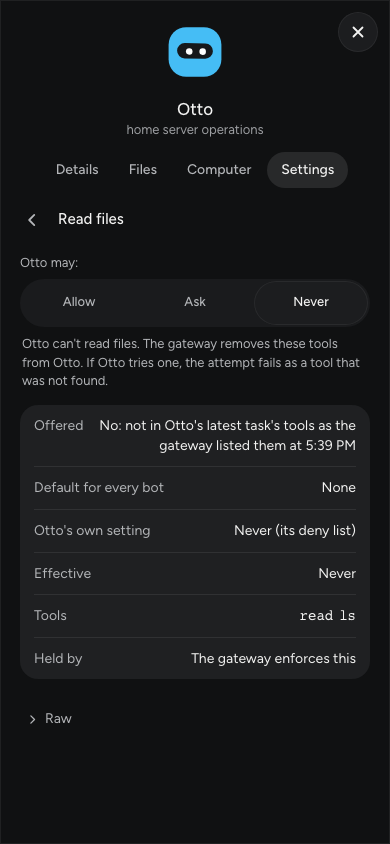 Otto
home server operations
Details Files Computer Settings
Read files
Otto may:
Allow Ask Never
Otto can't read files. The gateway removes these tools
from Otto. If Otto tries one, the attempt fails as a tool that
was not found.
Offered No: not in Otto's latest task's tools as the
gateway listed them at 5:39 PM
Default for every bot None
Otto's own setting Never (its deny list)
Effective Never
Tools read ls
Held by The gateway enforces this
Raw